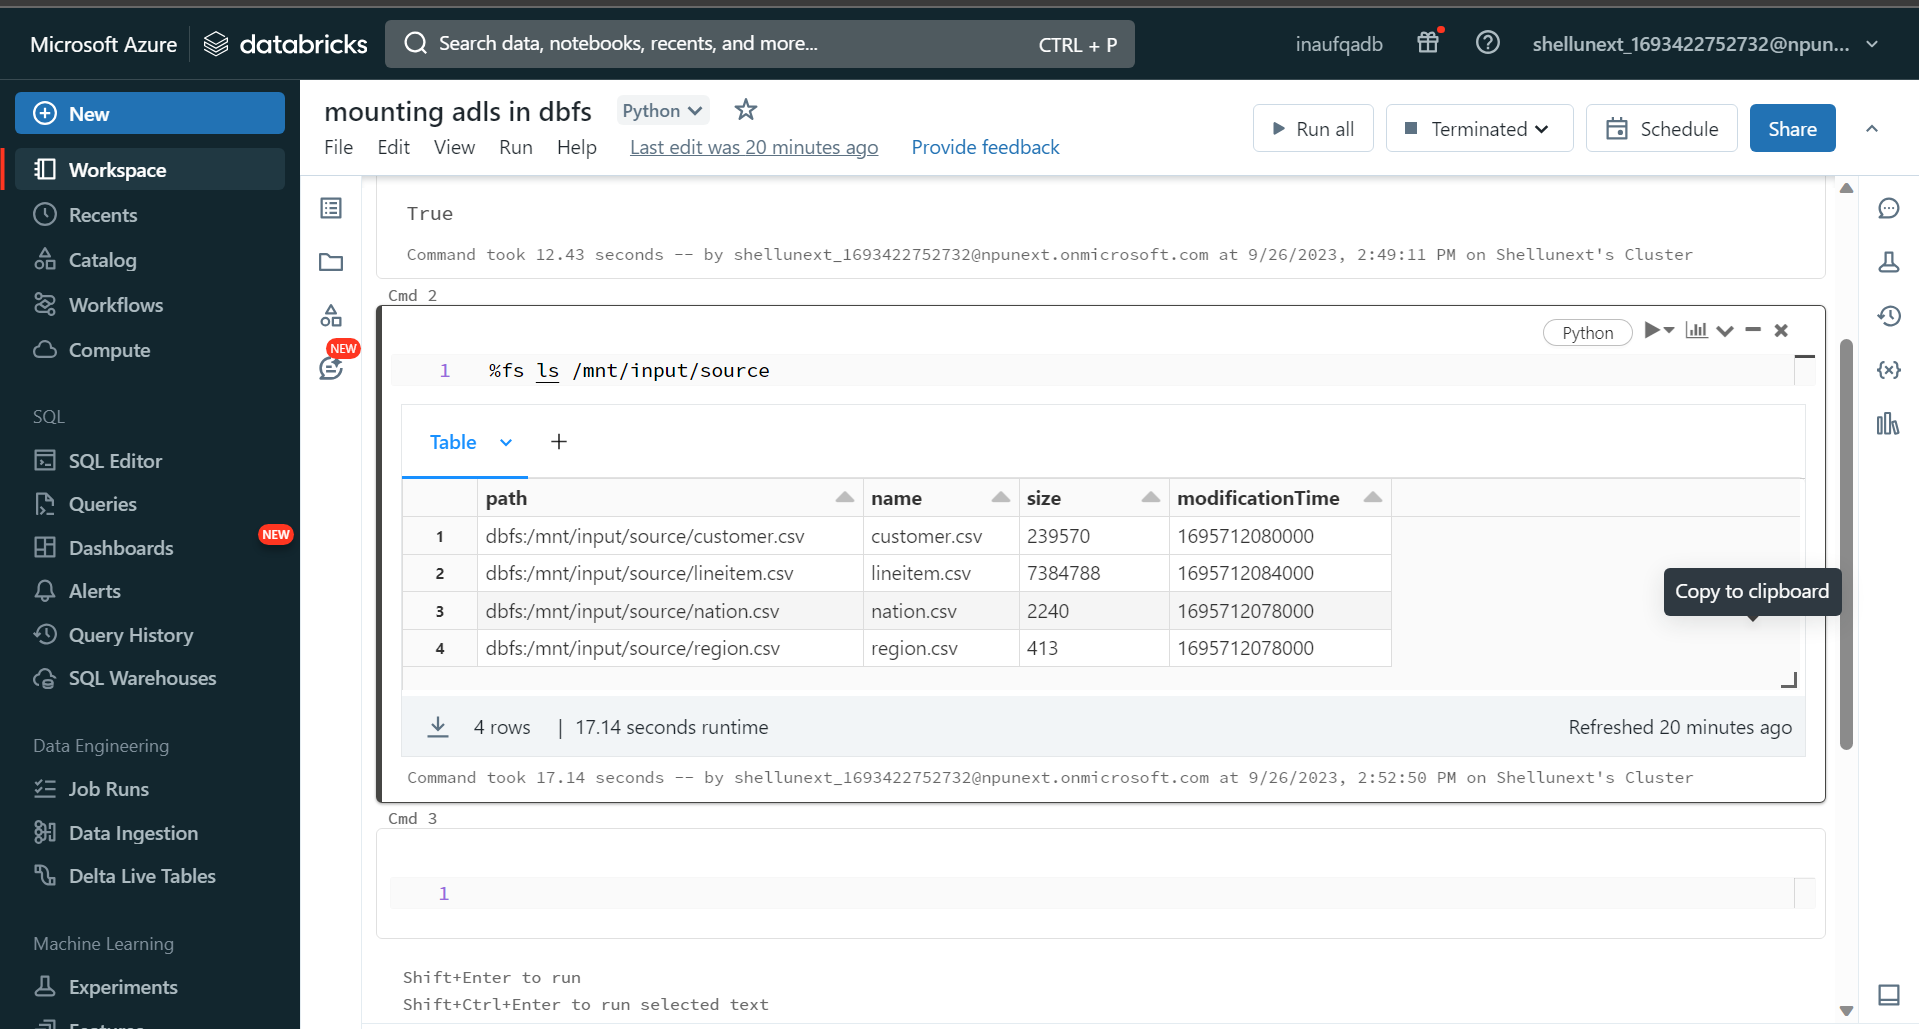 Microsoft Azure databricks Search data, notebooks, recents, and more... CTRL + P inaufqadb shellunext_1693422752732@npun...
New
Workspace
Recents
Catalog
Workflows
Compute
SQL
SQL Editor
Queries
Dashboards NEW
Alerts
Query History
SQL Warehouses
Data Engineering
Job Runs
Data Ingestion
Delta Live Tables
Machine Learning
Experiments
Features
mounting adls in dbfs Python
File Edit View Run Help Last edit was 20 minutes ago Provide feedback
Run all Terminated Schedule Share
NEW
True
Command took 12.43 seconds -- by shellunext_1693422752732@npunext.onmicrosoft.com at 9/26/2023, 2:49:11 PM on Shellunext's Cluster
Cmd 2
Python
1 %fs ls /mnt/input/source
Table +
path name size modificationTime
1 dbfs:/mnt/input/source/customer.csv customer.csv 239570 1695712080000
2 dbfs:/mnt/input/source/lineitem.csv lineitem.csv 7384788 1695712084000
3 dbfs:/mnt/input/source/nation.csv nation.csv 2240 1695712078000
4 dbfs:/mnt/input/source/region.csv region.csv 413 1695712078000
Copy to clipboard
4 rows | 17.14 seconds runtime Refreshed 20 minutes ago
Command took 17.14 seconds -- by shellunext_1693422752732@npunext.onmicrosoft.com at 9/26/2023, 2:52:50 PM on Shellunext's Cluster
Cmd 3
1
Shift+Enter to run
Shift+Ctrl+Enter to run selected text